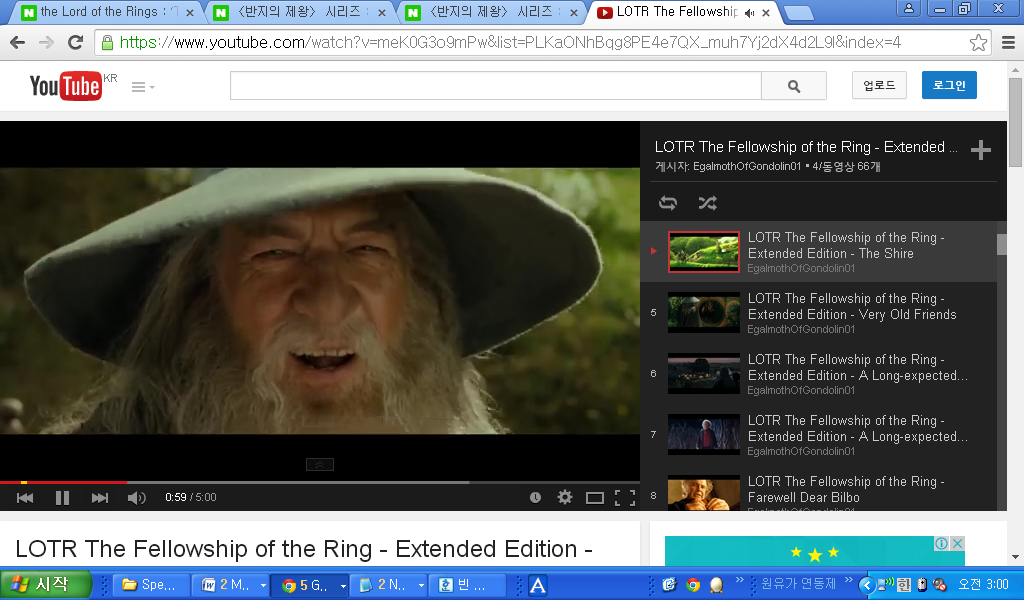 the Lord of the Rings : '1
〈반지의 제왕〉 시리즈 :
〈반지의 제왕〉 시리즈 :
LOTR The Fellowship
https://www.youtube.com/watch?v=meK0G3o9mPw&list=PLKaONhBqg8PE4e7QX_muh7Yj2dX4d2L9l&index=4
YouTube KR
업로드
로그인
LOTR The Fellowship of the Ring - Extended ...
게시자: EgalmothOfGondolin01 • 4/동영상 66개
LOTR The Fellowship of the Ring -
Extended Edition - The Shire
EgalmothOfGondolin01
5
LOTR The Fellowship of the Ring -
Extended Edition - Very Old Friends
EgalmothOfGondolin01
6
LOTR The Fellowship of the Ring -
Extended Edition - A Long-expected...
EgalmothOfGondolin01
7
LOTR The Fellowship of the Ring -
Extended Edition - A Long-expected...
EgalmothOfGondolin01
8
LOTR The Fellowship of the Ring -
Farewell Dear Bilbo
EgalmothOfGondolin01
0:59 / 5:00
LOTR The Fellowship of the Ring - Extended Edition -
시작
Spe...
2 M...
5 G...
2 N...
빈 ...
A
원유가 연동제
한
오전 3:00